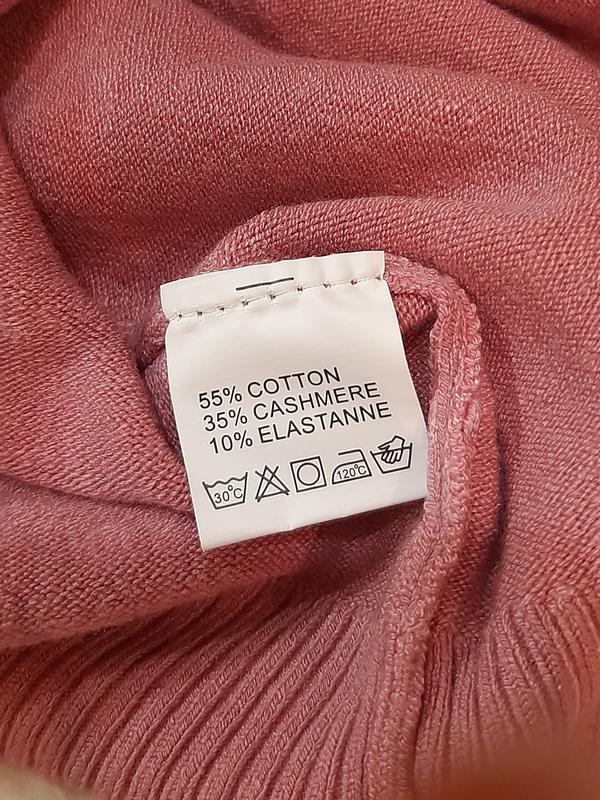 55% COTTON
35% CASHMERE
10% ELASTANNE
30°C 120°C